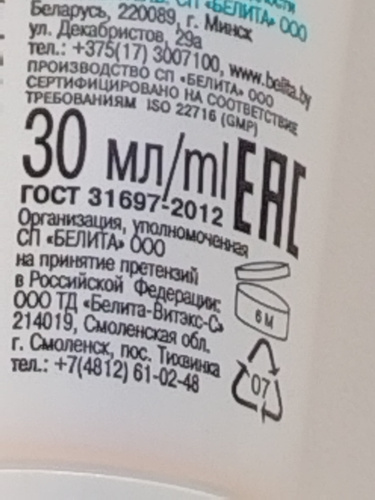 СП «БЕЛИТА» ООО
Беларусь, 220089, г. Минск
ул. Декабристов, 29а
тел.: +375(17) 3007100, www.belita.by
ПРОИЗВОДСТВО СП «БЕЛИТА» ООО
СЕРТИФИЦИРОВАНО НА СООТВЕТСТВИЕ
ТРЕБОВАНИЯМ ISO 22716 (GMP)
30 мл/ml EAC
ГОСТ 31697-2012
Организация, уполномоченная
СП «БЕЛИТА» ООО
на принятие претензий
в Российской Федерации:
ООО ТД «Белита-Витэкс-С»
214019, Смоленская обл.
6 М
г. Смоленск, пос. Тихвинка
тел.: +7(4812) 61-02-48
07